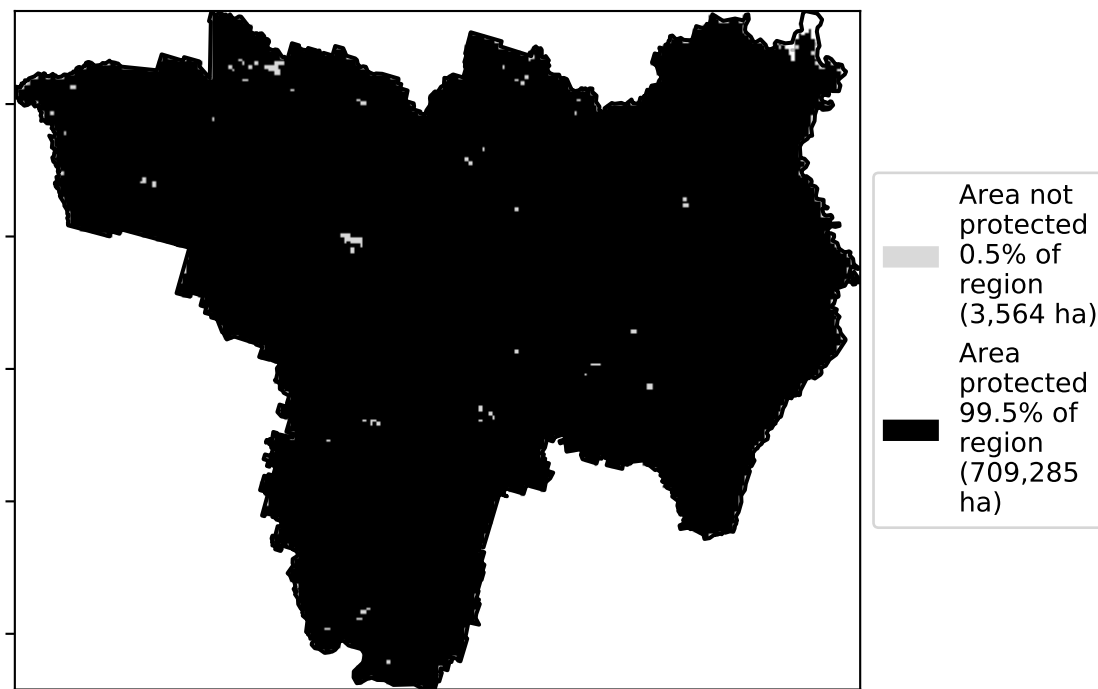 Area not
protected
0.5% of
region
(3,564 ha)
Area
protected
99.5% of
region
(709,285
ha)